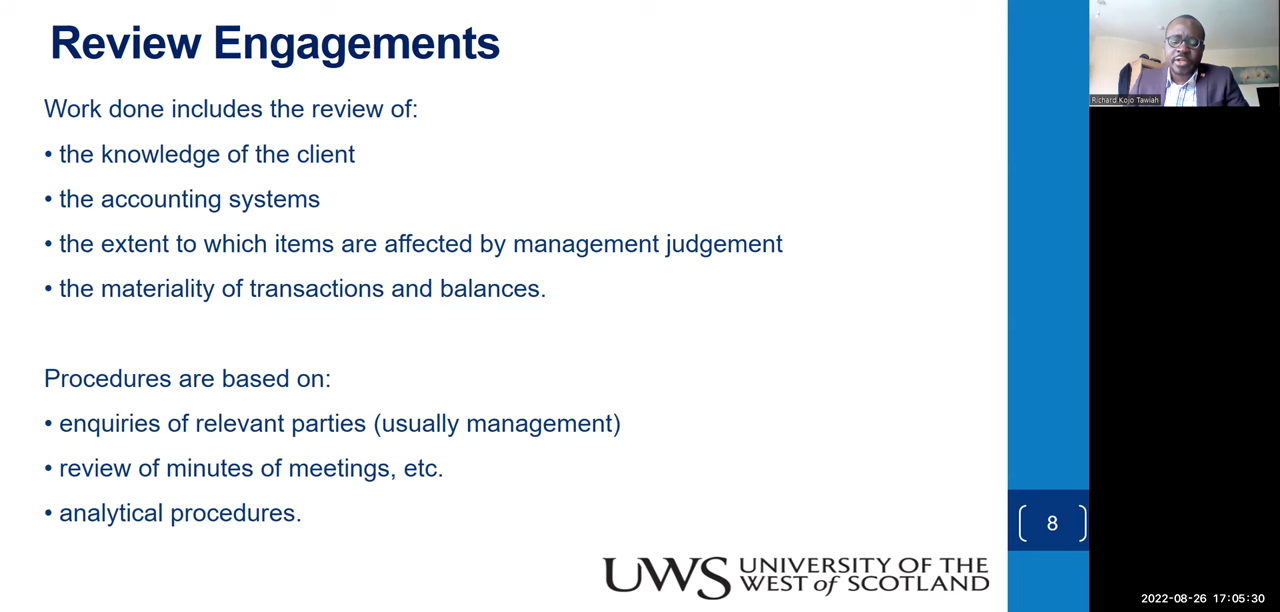 Review Engagements
Work done includes the review of:
• the knowledge of the client
• the accounting systems
• the extent to which items are affected by management judgement
• the materiality of transactions and balances.
Procedures are based on:
• enquiries of relevant parties (usually management)
• review of minutes of meetings, etc.
• analytical procedures.
UWS UNIVERSITY OF THE
WEST of SCOTLAND
8
Richard Kojo Tawiah
2022-08-26 17:05:30